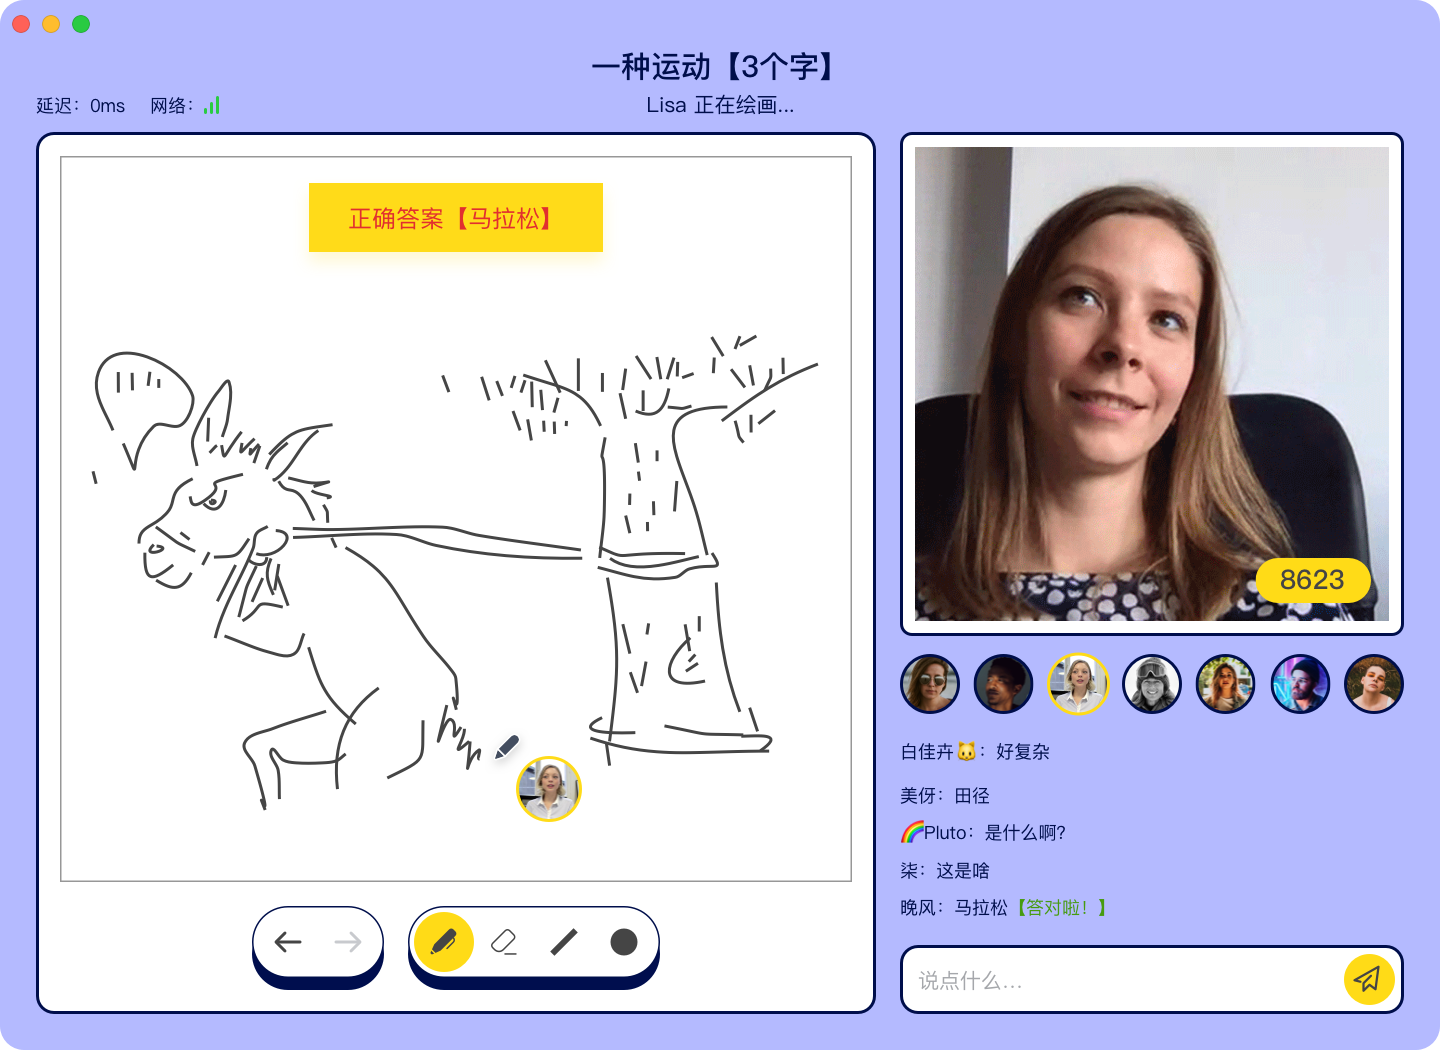 一种运动【3个字】
延迟：0ms 网络：
Lisa 正在绘画...
正确答案【马拉松】
8623
白佳卉🐱：好复杂
美伢：田径
🌈Pluto：是什么啊?
柒：这是啥
晚风：马拉松【答对啦！】
说点什么...